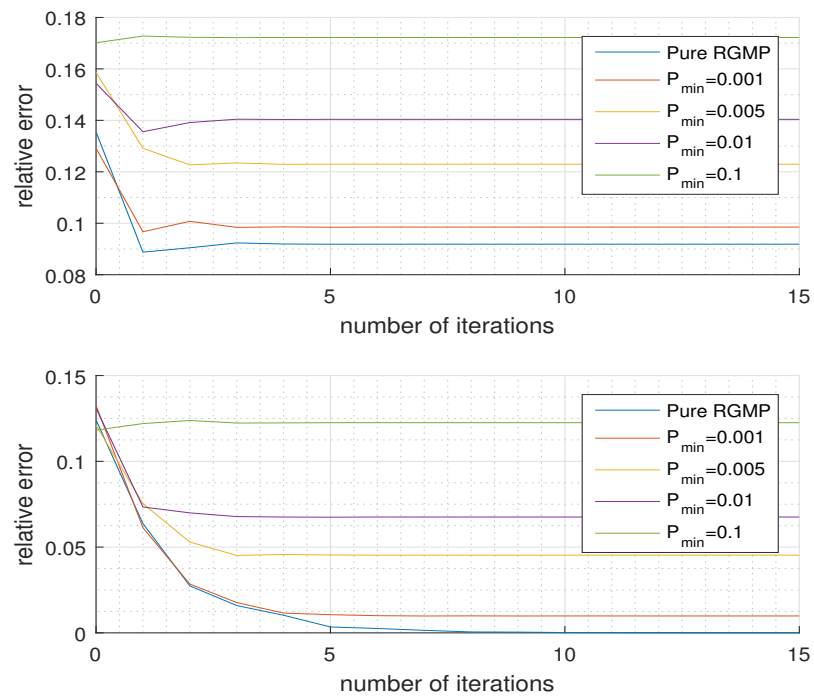 0.18
0.16
0.14
0.12
0.1
0.08
relative error
0 5 10 15
number of iterations
Pure RGMP
P_min=0.001
P_min=0.005
P_min=0.01
P_min=0.1
0.15
0.1
0.05
0
relative error
0 5 10 15
number of iterations
Pure RGMP
P_min=0.001
P_min=0.005
P_min=0.01
P_min=0.1